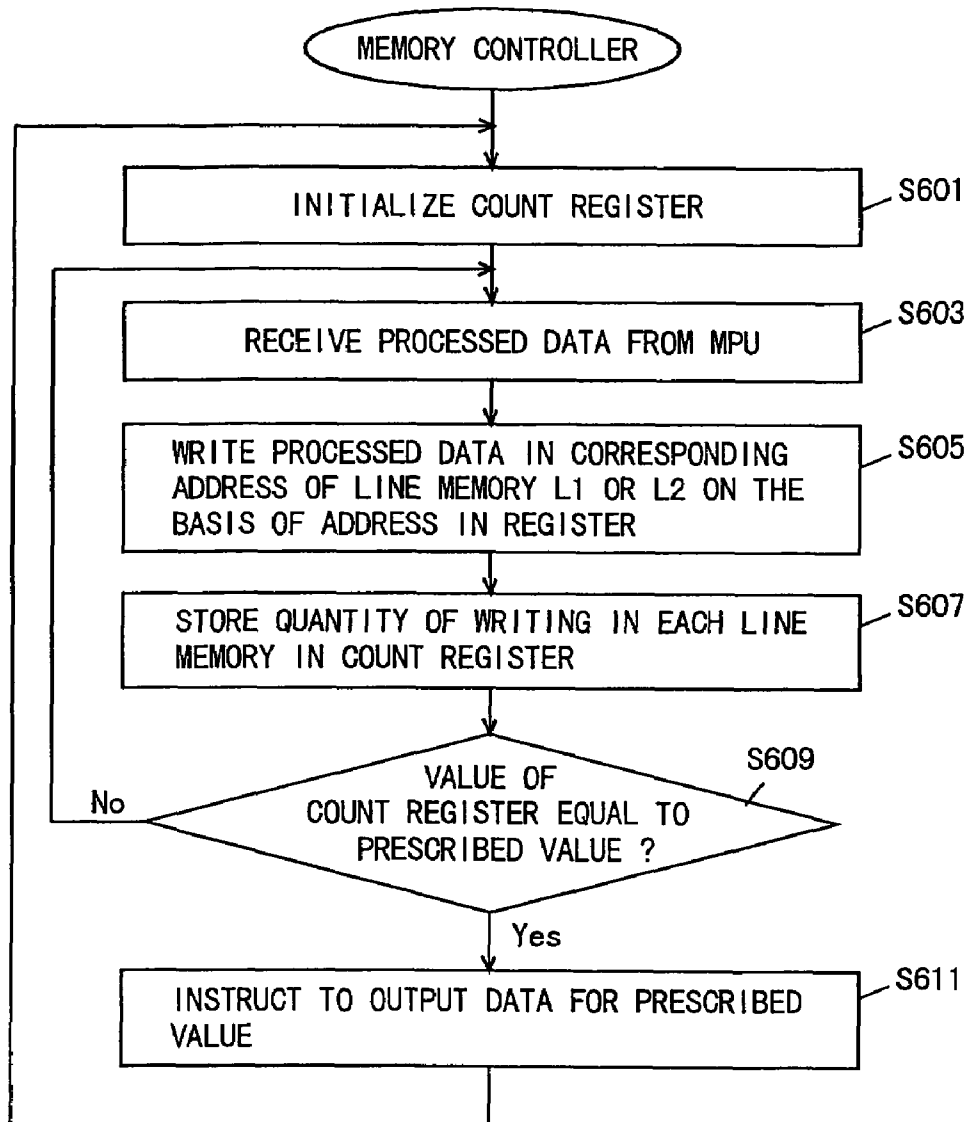 MEMORY CONTROLLER
INITIALIZE COUNT REGISTER
S601
RECEIVE PROCESSED DATA FROM MPU
S603
WRITE PROCESSED DATA IN CORRESPONDING
ADDRESS OF LINE MEMORY L1 OR L2 ON THE
BASIS OF ADDRESS IN REGISTER
S605
STORE QUANTITY OF WRITING IN EACH LINE
MEMORY IN COUNT REGISTER
S607
VALUE OF
COUNT REGISTER EQUAL TO
PRESCRIBED VALUE ?
S609
No
Yes
INSTRUCT TO OUTPUT DATA FOR PRESCRIBED
VALUE
S611